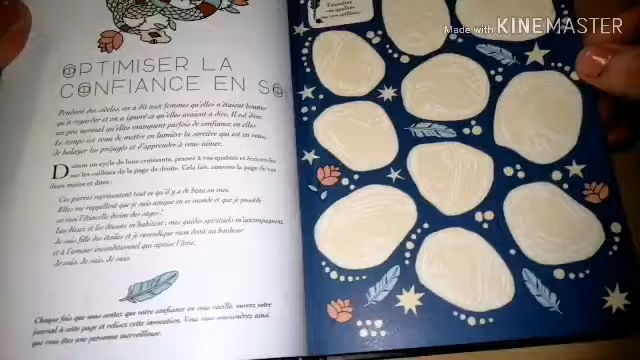 OPTIMISER LA
CONFIANCE EN SO
Pendant des siècles, on a dit aux femmes qu'elles n'étaient bonnes
qu'à regarder et on a ignoré ce qu'elles avaient à dire. Il est donc
un peu normal qu'elles manquent parfois de confiance en elles.
Le temps est venu de mettre en lumière la sorcière qui est en vous,
de balayer les préjugés et d'apprendre à vous aimer.
Durant un cycle de lune croissante, pensez à vos qualités et écrivez-les
sur les cailloux de la page de droite. Cela fait, couvrez la page de vos
deux mains et dites :
Ces pierres représentent tout ce qu'il y a de beau en moi.
Elles me rappellent que je suis unique en ce monde et que je possède
en moi l'étincelle divine des sages !
Les dieux et les déesses m'habitent ; mes guides spirituels m'accompagnent.
Je suis fille des étoiles et je revendique mon droit au bonheur
et à l'amour inconditionnel qui apaise l'âme.
Je suis. Je suis. Je suis.
Chaque fois que vous sentez que votre confiance en vous vacille, ouvrez votre
journal à cette page et relisez cette invocation. Vous vous souviendrez ainsi
que vous êtes une personne merveilleuse.
vos qualités
Made with KINEMASTER